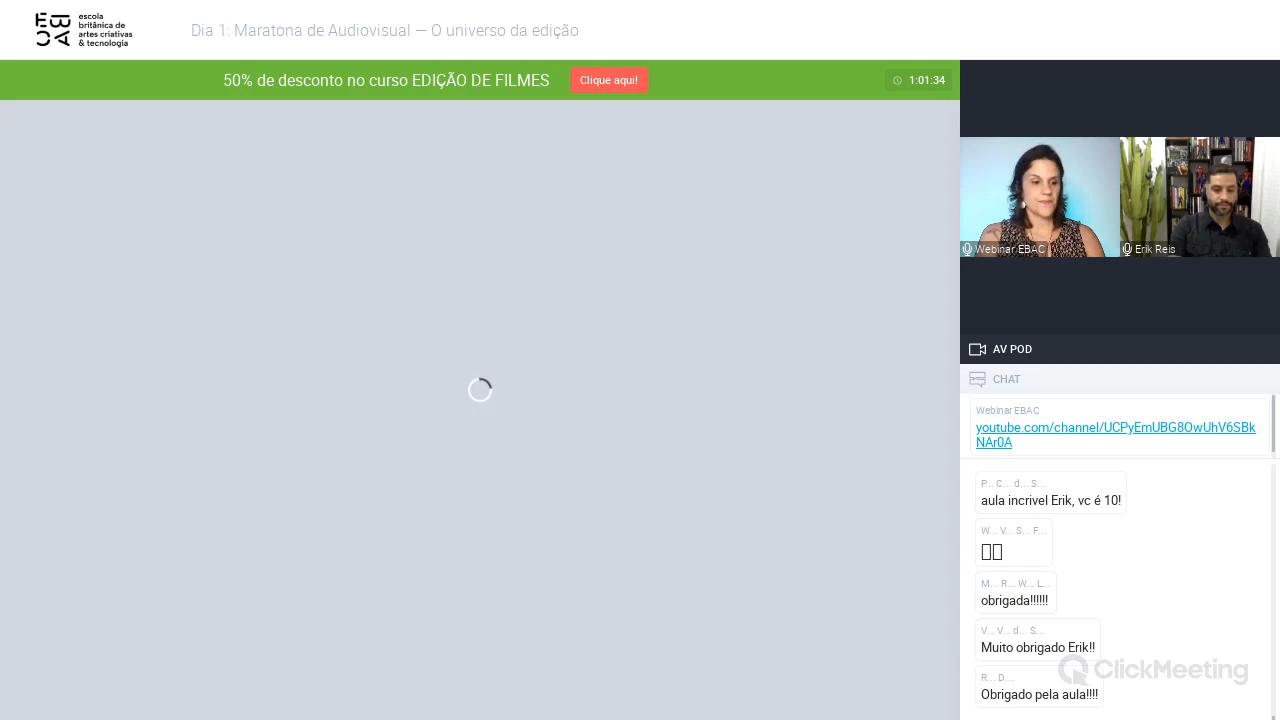 EBAC
escola
britânica de
artes criativas
& tecnologia
Dia 1: Maratona de Audiovisual — O universo da edição
50% de desconto no curso EDIÇÃO DE FILMES
Clique aqui!
1:01:34
Webinar EBAC
Erik Reis
AV POD
CHAT
Webinar EBAC
youtube.com/channel/UCPyEmUBG8OwUhV6SBk
NAr0A
P... C... d... S...
aula incrivel Erik, vc é 10!
W... V... S... F...
M... R... W... L...
obrigada!!!!!!
V... V... d... S...
Muito obrigado Erik!!
R... D...
Obrigado pela aula!!!!
ClickMeeting